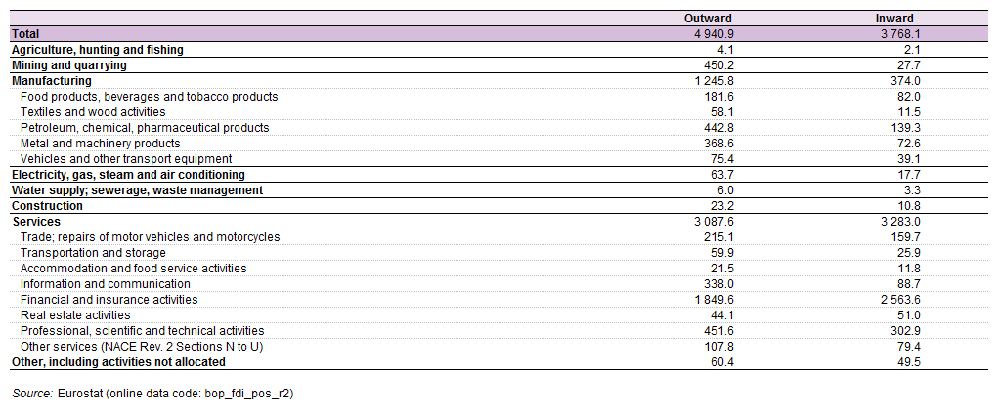 Outward Inward
Total 4 940.9 3 768.1
Agriculture, hunting and fishing 4.1 2.1
Mining and quarrying 450.2 27.7
Manufacturing 1 245.8 374.0
Food products, beverages and tobacco products 181.6 82.0
Textiles and wood activities 58.1 11.5
Petroleum, chemical, pharmaceutical products 442.8 139.3
Metal and machinery products 368.6 72.6
Vehicles and other transport equipment 75.4 39.1
Electricity, gas, steam and air conditioning 63.7 17.7
Water supply; sewerage, waste management 6.0 3.3
Construction 23.2 10.8
Services 3 087.6 3 283.0
Trade; repairs of motor vehicles and motorcycles 215.1 159.7
Transportation and storage 59.9 25.9
Accommodation and food service activities 21.5 11.8
Information and communication 338.0 88.7
Financial and insurance activities 1 849.6 2 563.6
Real estate activities 44.1 51.0
Professional, scientific and technical activities 451.6 302.9
Other services (NACE Rev. 2 Sections N to U) 107.8 79.4
Other, including activities not allocated 60.4 49.5
Source: Eurostat (online data code: bop_fdi_pos_r2)